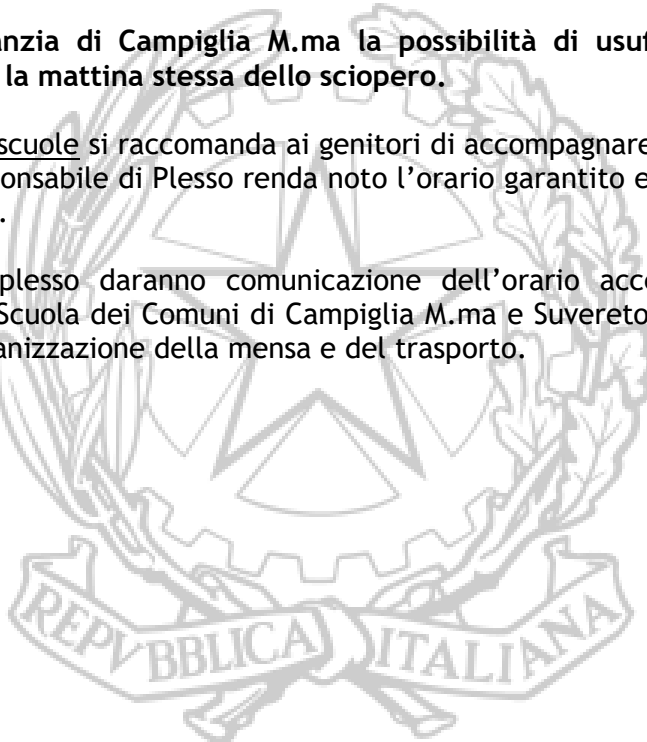 anzia di Campiglia M.ma la possibilità di usuf
la mattina stessa dello sciopero.
scuole si raccomanda ai genitori di accompagnare
onsabile di Plesso renda noto l’orario garantito e
.
plesso daranno comunicazione dell’orario acc
Scuola dei Comuni di Campiglia M.ma e Suvereto
anizzazione della mensa e del trasporto.
REPVBBLICA ITALIANA